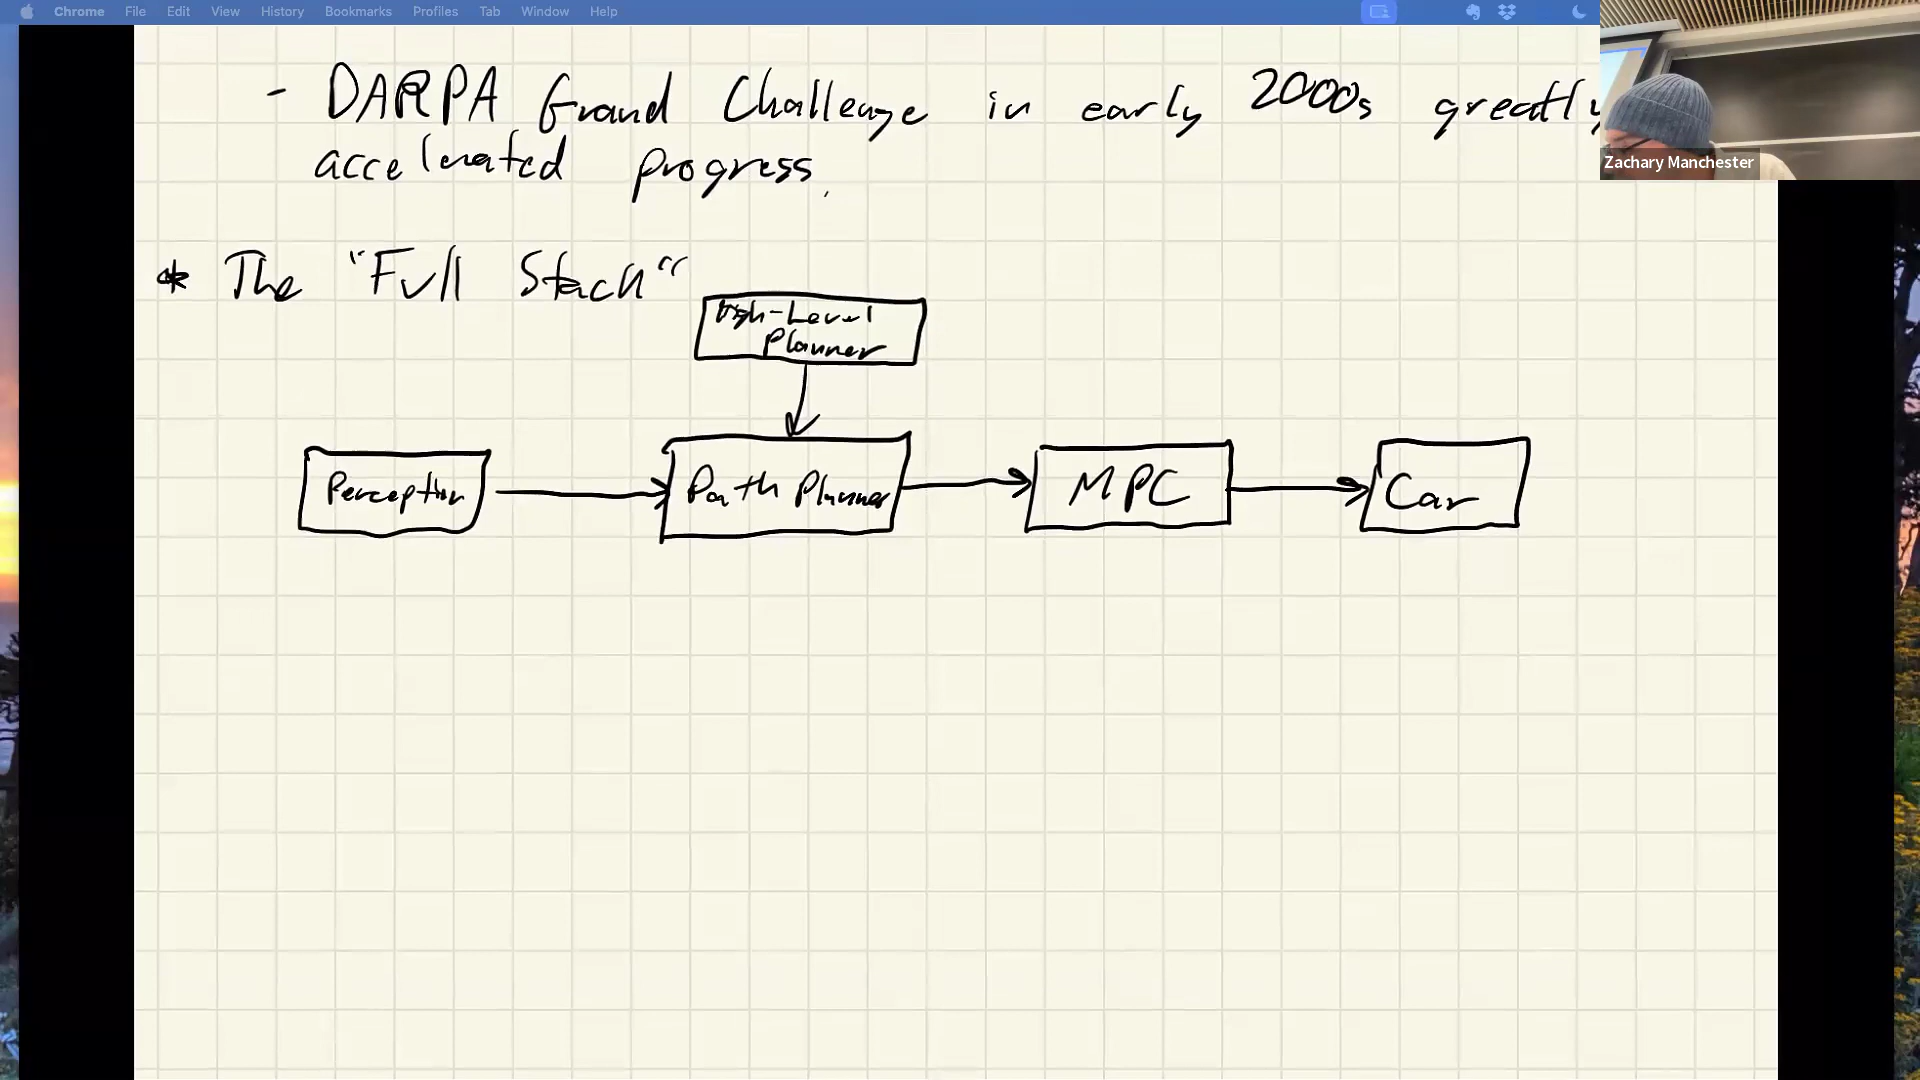 Chrome File Edit View History Bookmarks Profiles Tab Window Help
- DARPA Grand Challenge in early 2000s greatly
accelerated progress.
Zachary Manchester
* The "Full Stack"
High-Level
Planner
Perception
Path Planner
MPC
Car